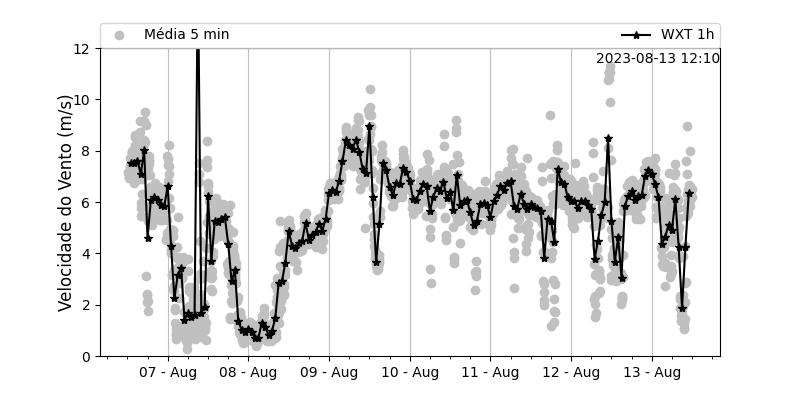 Média 5 min
WXT 1h
2023-08-13 12:10
Velocidade do Vento (m/s)
12
10
8
6
4
2
0
07 - Aug
08 - Aug
09 - Aug
10 - Aug
11 - Aug
12 - Aug
13 - Aug